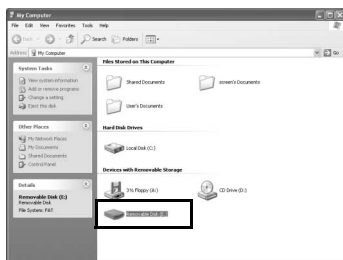 My Computer
File Edit View Favorites Tools Help
Back Search Folders
Address My Computer Go
System Tasks
View system information
Add or remove programs
Change a setting
Eject this disk
Other Places
My Network Places
My Documents
Shared Documents
Control Panel
Details
Removable Disk (E:)
Removable Disk
File System: FAT
Files Stored on This Computer
Shared Documents
screen's Documents
User's Documents
Hard Disk Drives
Local Disk (C:)
Devices with Removable Storage
3½ Floppy (A:)
CD Drive (D:)
Removable Disk (E:)